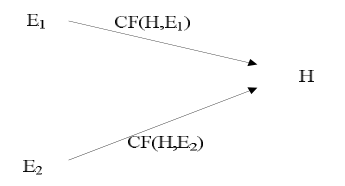 E₁
CF(H,E₁)
H
CF(H,E₂)
E₂